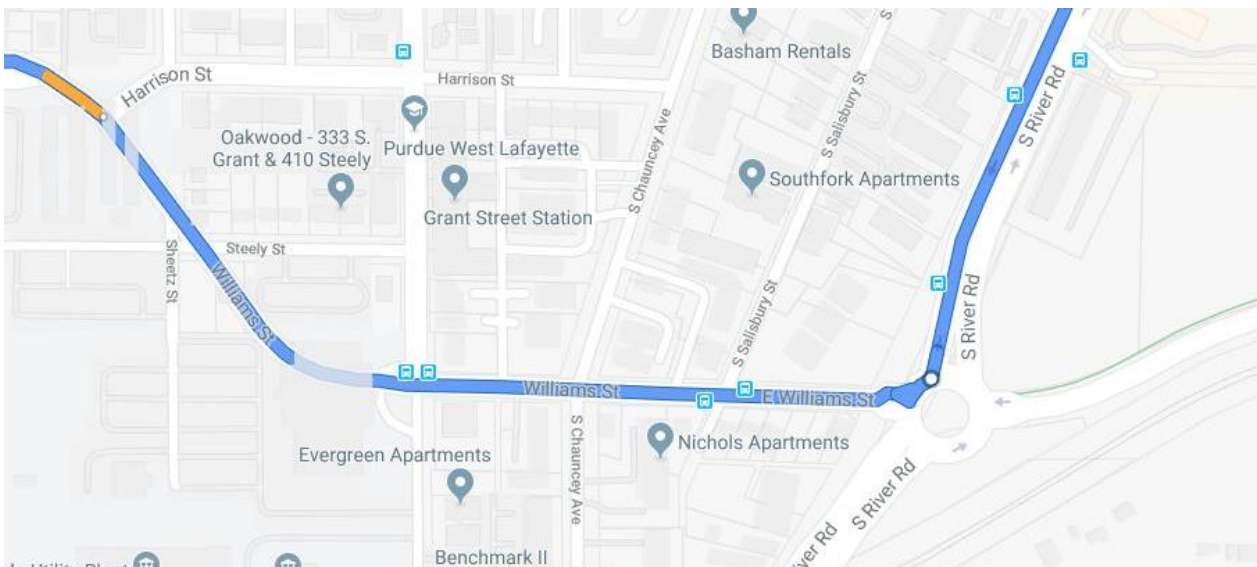 Basham Rentals
Harrison St
Harrison St
S Salisbury St
S River Rd
Oakwood - 333 S.
Grant & 410 Steely
Purdue West Lafayette
S Chauncey Ave
Southfork Apartments
Grant Street Station
Steely St
Sheetz St
Williams St
S Salisbury St
S River Rd
Williams St
E Williams St
S Chauncey Ave
Nichols Apartments
Evergreen Apartments
S River Rd
Benchmark II
Utility Plant